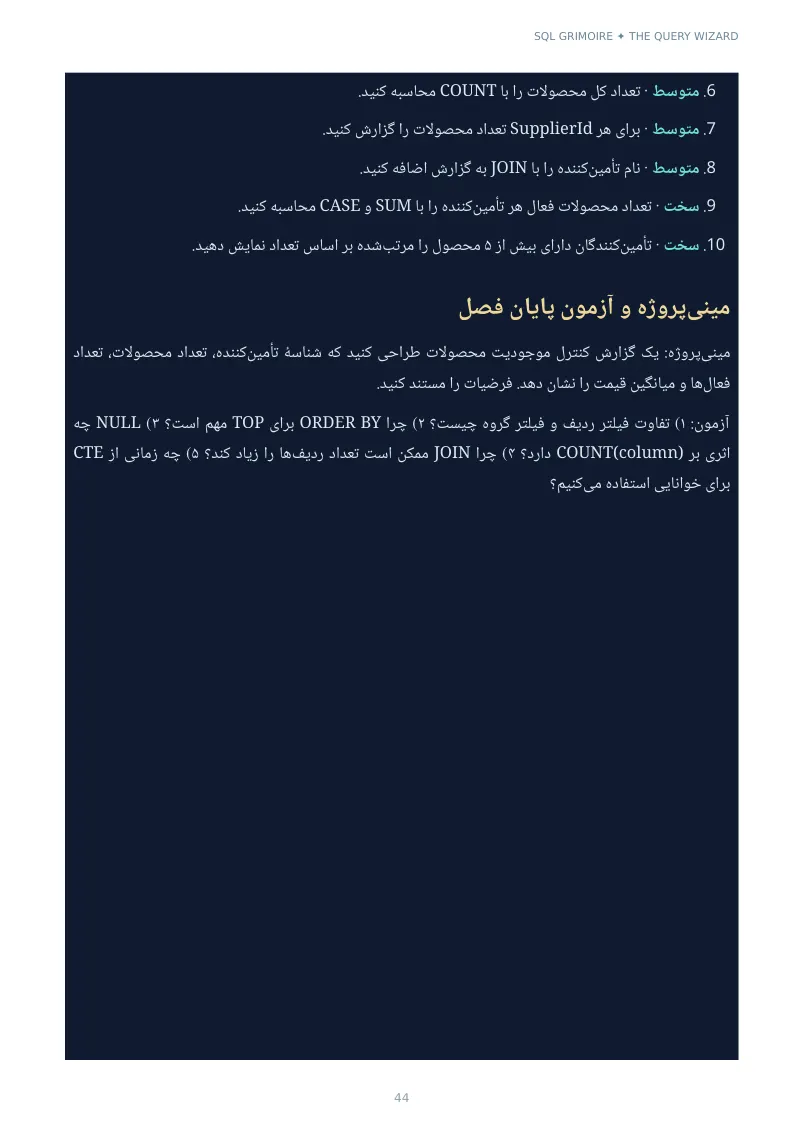 SQL GRIMOIRE ✦ THE QUERY WIZARD
6. متوسط · تعداد کل محصولات را با COUNT محاسبه کنید.
7. متوسط · برای هر SupplierId تعداد محصولات را گزارش کنید.
8. متوسط · نام تأمین‌کننده را با JOIN به گزارش اضافه کنید.
9. سخت · تعداد محصولات فعال هر تأمین‌کننده را با SUM و CASE محاسبه کنید.
10. سخت · تأمین‌کنندگان دارای بیش از ۵ محصول را مرتب‌شده بر اساس تعداد نمایش دهید.
مینی‌پروژه و آزمون پایان فصل
مینی‌پروژه: یک گزارش کنترل موجودیت محصولات طراحی کنید که شناسهٔ تأمین‌کننده، تعداد محصولات، تعداد
فعال‌ها و میانگین قیمت را نشان دهد. فرضیات را مستند کنید.
آزمون: ۱) تفاوت فیلتر ردیف و فیلتر گروه چیست؟ ۲) چرا ORDER BY برای TOP مهم است؟ ۳) NULL چه
اثری بر COUNT(column) دارد؟ ۴) چرا JOIN ممکن است تعداد ردیف‌ها را زیاد کند؟ ۵) چه زمانی از CTE
برای خوانایی استفاده می‌کنیم؟
44